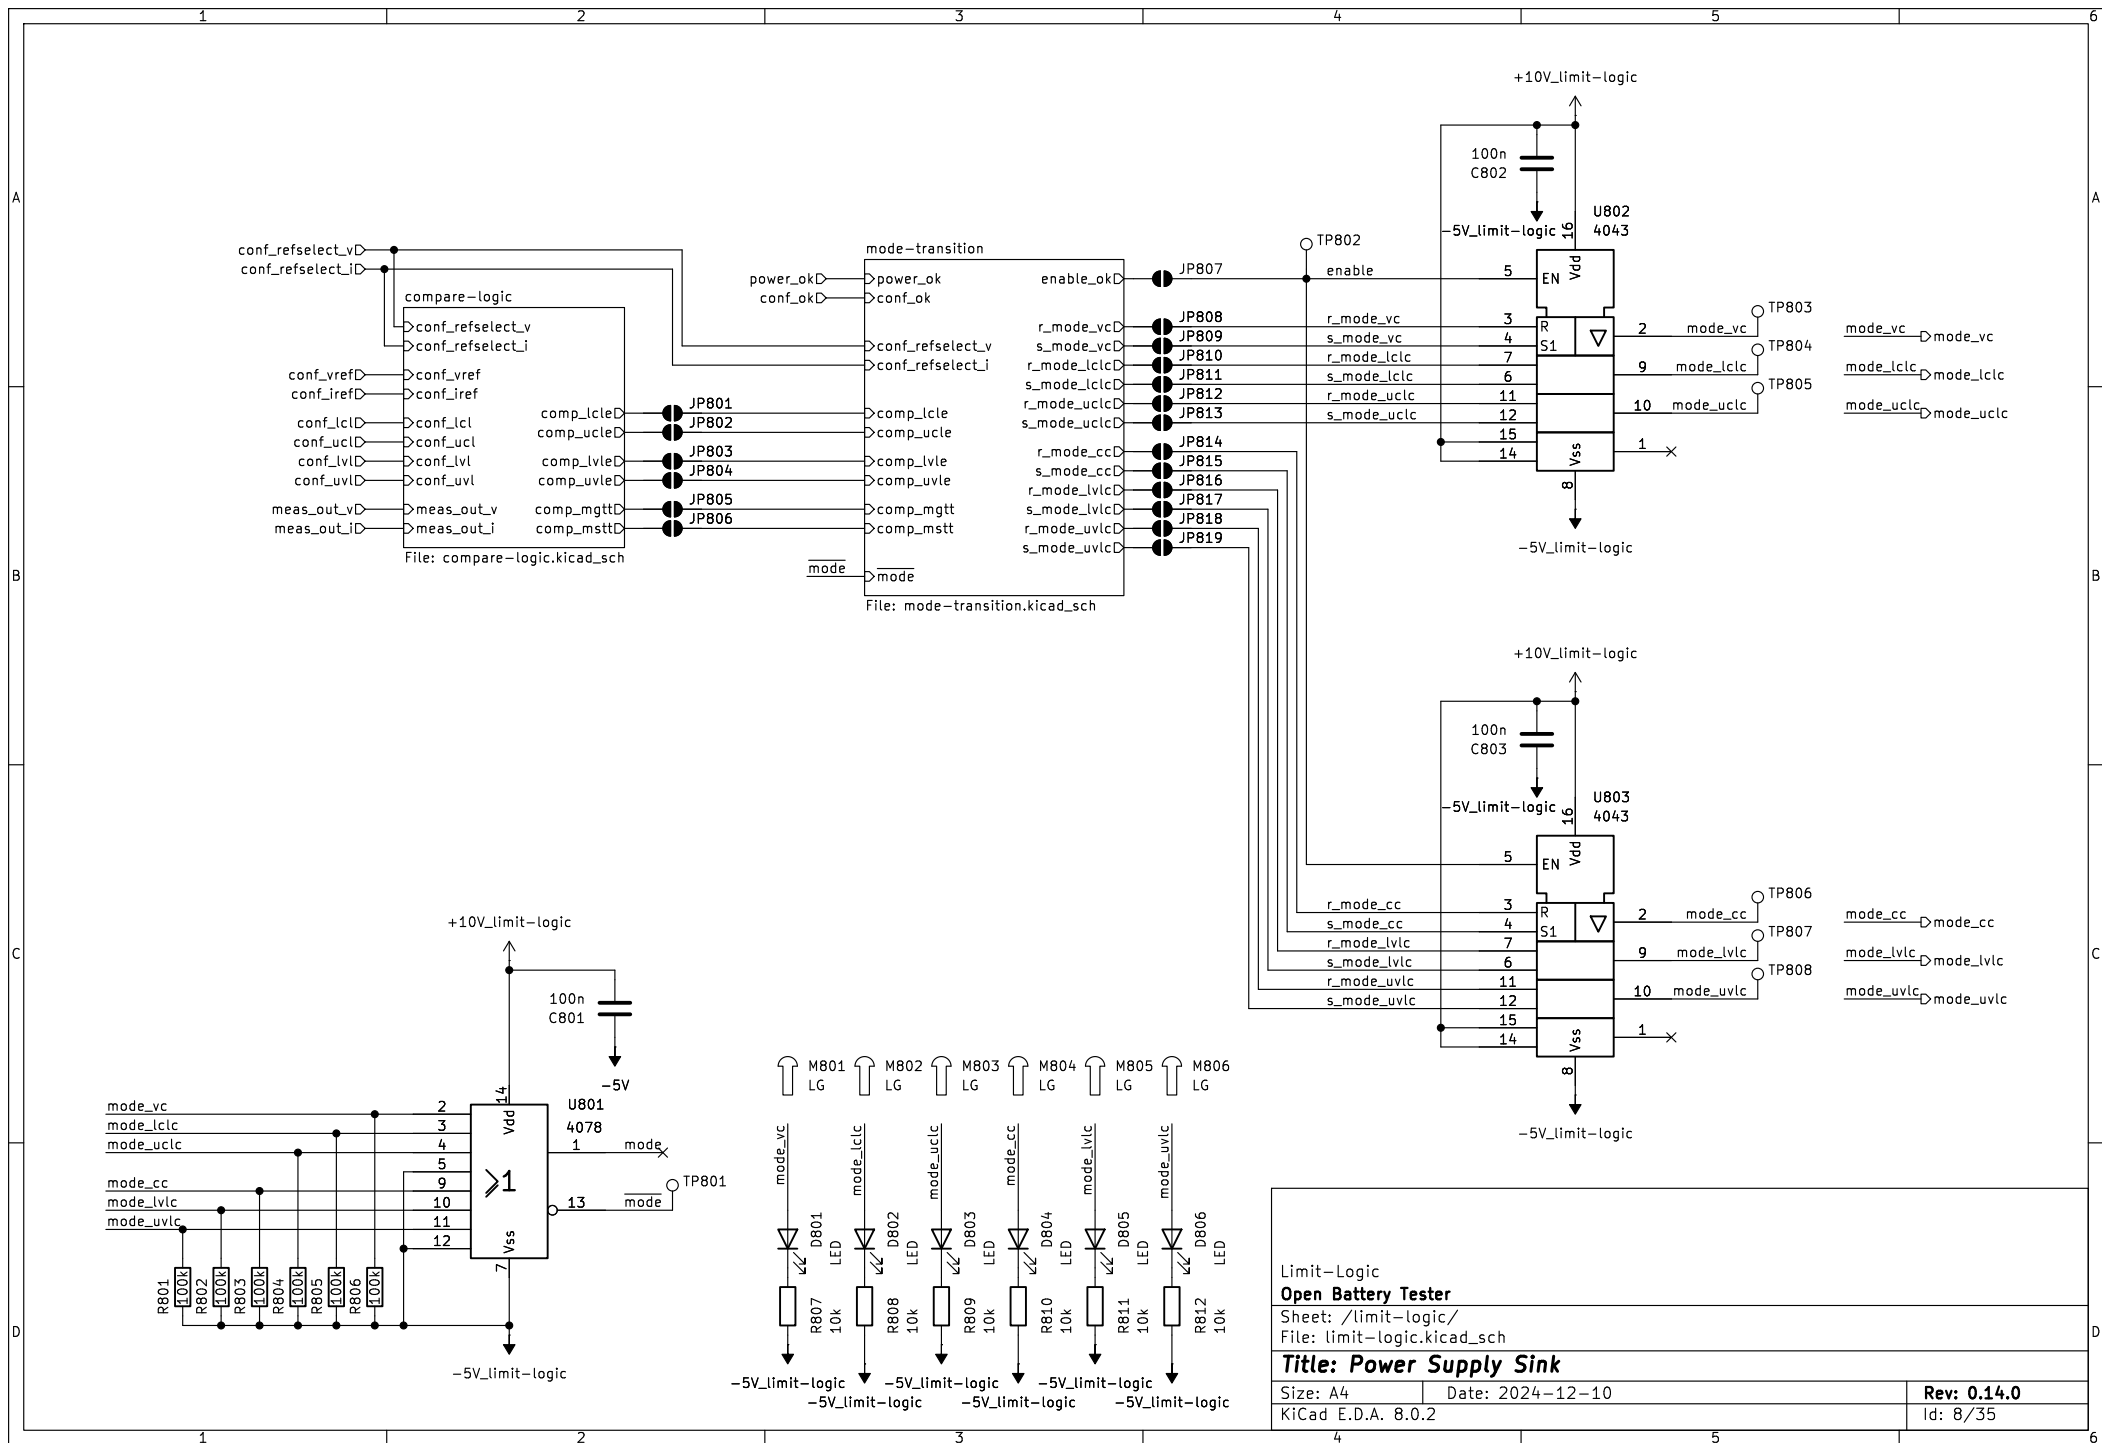 1 2 3 4 5 6
A
B
C
D
A
B
C
D
1 2 3 4 5 6
conf_refselect_v
conf_refselect_i
compare-logic
conf_refselect_v
conf_refselect_i
conf_vref conf_vref
conf_iref conf_iref
conf_lcl conf_lcl
conf_ucl conf_ucl
conf_lvl conf_lvl
conf_uvl conf_uvl
meas_out_v meas_out_v
meas_out_i meas_out_i
comp_lcle JP801
comp_ucle JP802
comp_lvle JP803
comp_uvle JP804
comp_mgtt JP805
comp_mstt JP806
File: compare-logic.kicad_sch
mode-transition
power_ok power_ok
conf_ok conf_ok
conf_refselect_v
conf_refselect_i
comp_lcle
comp_ucle
comp_lvle
comp_uvle
comp_mgtt
comp_mstt
mode mode
File: mode-transition.kicad_sch
enable_ok JP807
r_mode_vc JP808
s_mode_vc JP809
r_mode_lclc JP810
s_mode_lclc JP811
r_mode_uclc JP812
s_mode_uclc JP813
r_mode_cc JP814
s_mode_cc JP815
r_mode_lvlc JP816
s_mode_lvlc JP817
r_mode_uvlc JP818
s_mode_uvlc JP819
TP802
+10V_limit-logic
100n
C802
-5V_limit-logic
U802
4043
16
Vdd
enable 5 EN
r_mode_vc 3 R
s_mode_vc 4 S1
r_mode_lclc 7
s_mode_lclc 6
r_mode_uclc 11
s_mode_uclc 12
15
14
Vss
8
-5V_limit-logic
2 mode_vc TP803
9 mode_lclc TP804
10 mode_uclc TP805
1
mode_vc mode_vc
mode_lclc mode_lclc
mode_uclc mode_uclc
+10V_limit-logic
100n
C803
-5V_limit-logic
U803
4043
16
Vdd
5 EN
r_mode_cc 3 R
s_mode_cc 4 S1
r_mode_lvlc 7
s_mode_lvlc 6
r_mode_uvlc 11
s_mode_uvlc 12
15
14
Vss
8
-5V_limit-logic
2 mode_cc TP806
9 mode_lvlc TP807
10 mode_uvlc TP808
1
mode_cc mode_cc
mode_lvlc mode_lvlc
mode_uvlc mode_uvlc
+10V_limit-logic
100n
C801
-5V
14
Vdd
U801
4078
mode_vc 2
mode_lclc 3
mode_uclc 4
5
mode_cc 9
mode_lvlc 10
mode_uvlc 11
12
≥1
1 mode
13 mode TP801
Vss
7
R801 100k
R802 100k
R803 100k
R804 100k
R805 100k
R806 100k
-5V_limit-logic
M801 M802 M803 M804 M805 M806
LG LG LG LG LG LG
mode_vc mode_lclc mode_uclc mode_cc mode_lvlc mode_uvlc
D801 LED
D802 LED
D803 LED
D804 LED
D805 LED
D806 LED
R807 10k
R808 10k
R809 10k
R810 10k
R811 10k
R812 10k
-5V_limit-logic -5V_limit-logic -5V_limit-logic
-5V_limit-logic -5V_limit-logic -5V_limit-logic
Limit-Logic
Open Battery Tester
Sheet: /limit-logic/
File: limit-logic.kicad_sch
Title: Power Supply Sink
Size: A4 Date: 2024-12-10 Rev: 0.14.0
KiCad E.D.A. 8.0.2 Id: 8/35